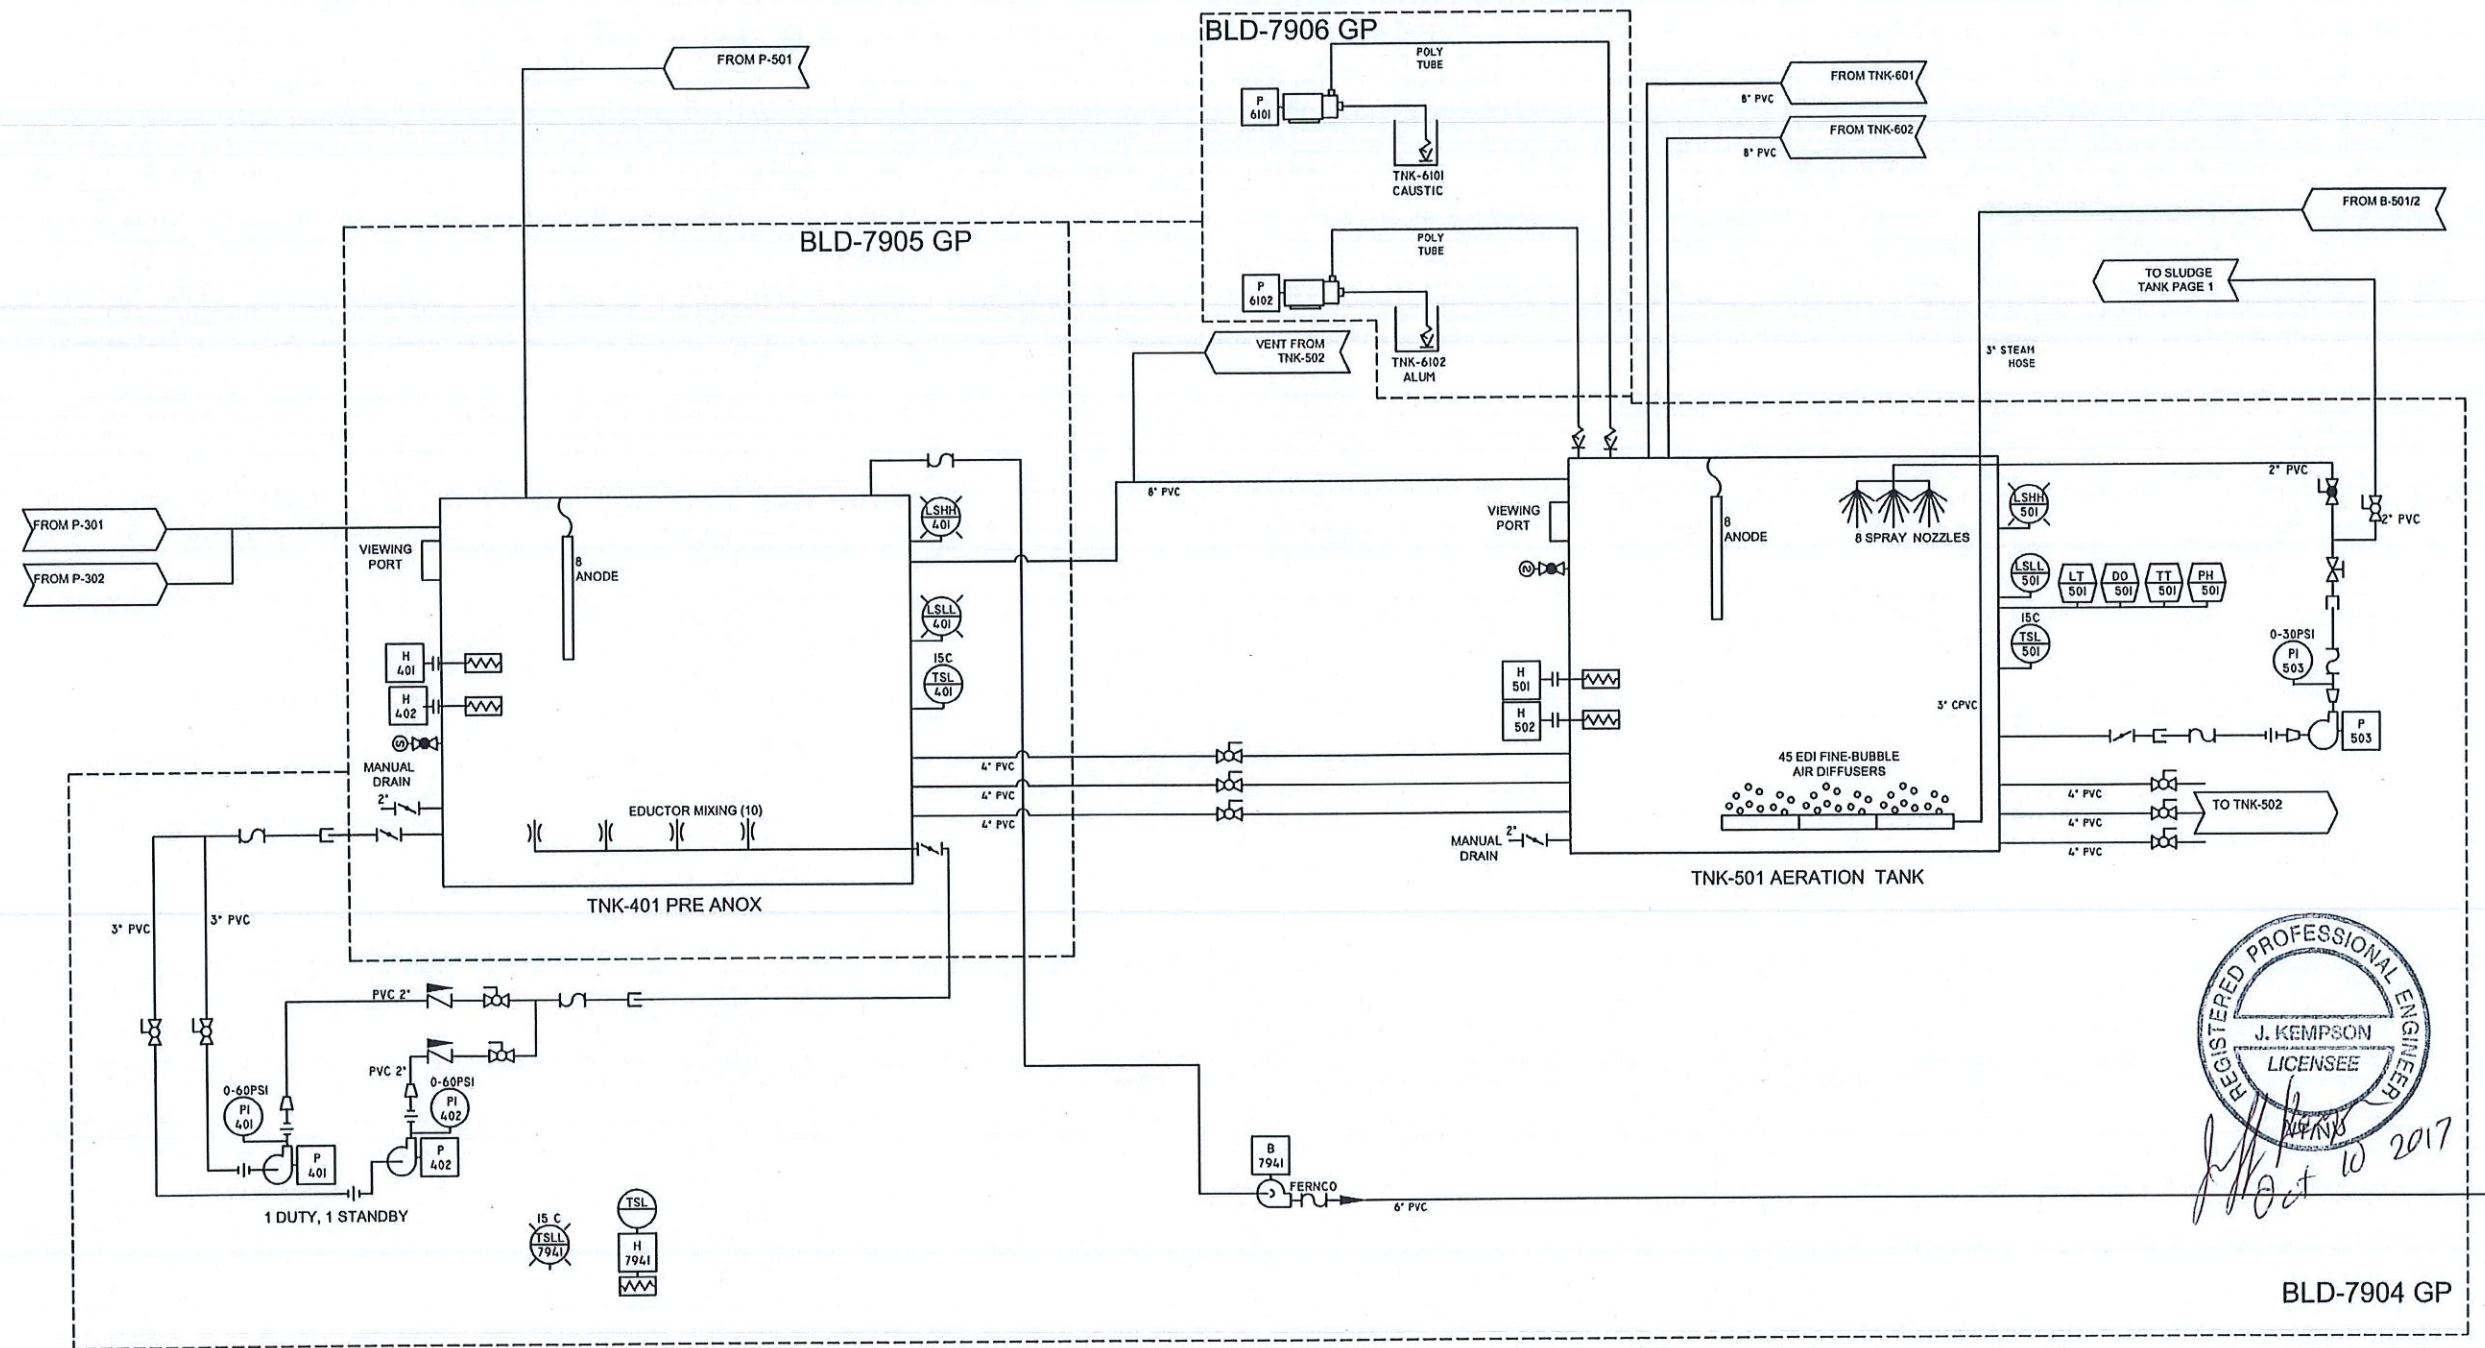 BLD-7906 GP
FROM P-501
POLY
TUBE
FROM TNK-601
8" PVC
P
6101
FROM TNK-602
8" PVC
TNK-6101
CAUSTIC
FROM B-501/2
BLD-7905 GP
POLY
TUBE
TO SLUDGE
TANK PAGE 1
P
6102
VENT FROM
TNK-502
TNK-6102
ALUM
3" STEAM
HOSE
FROM P-301
FROM P-302
VIEWING
PORT
8
ANODE
LSHH
401
LSLL
401
15C
TSL
401
H
401
H
402
S
MANUAL
DRAIN
2"
EDUCTOR MIXING (10)
TNK-401 PRE ANOX
8" PVC
4" PVC
4" PVC
4" PVC
VIEWING
PORT
8
ANODE
8 SPRAY NOZZLES
2" PVC
2" PVC
LSHH
501
LSLL
501
LT
501
DO
501
TT
501
PH
501
15C
TSL
501
0-30PSI
PI
503
P
503
H
501
H
502
3" CPVC
45 EDI FINE-BUBBLE
AIR DIFFUSERS
MANUAL
DRAIN
2"
TNK-501 AERATION TANK
4" PVC
4" PVC
4" PVC
TO TNK-502
3" PVC
3" PVC
PVC 2"
PVC 2"
0-60PSI
PI
401
0-60PSI
PI
402
P
401
P
402
1 DUTY, 1 STANDBY
15 C
TSLL
7941
TSL
H
7941
B
7941
FERNCO
6" PVC
REGISTERED PROFESSIONAL ENGINEER
J. KEMPSON
LICENSEE
NT/NU
Oct 10 2017
BLD-7904 GP